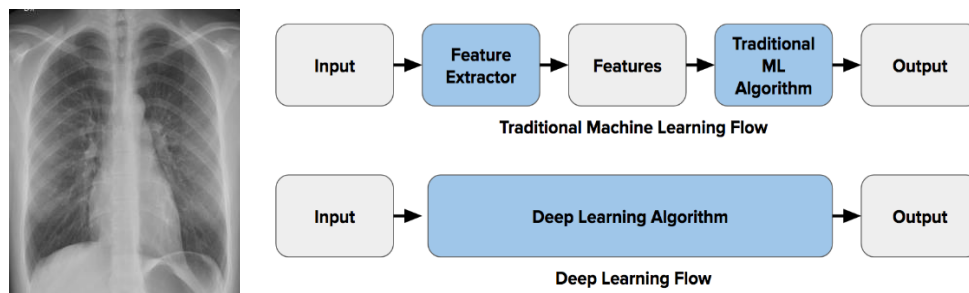 Input
Feature
Extractor
Features
Traditional
ML
Algorithm
Output
Traditional Machine Learning Flow
Input
Deep Learning Algorithm
Output
Deep Learning Flow